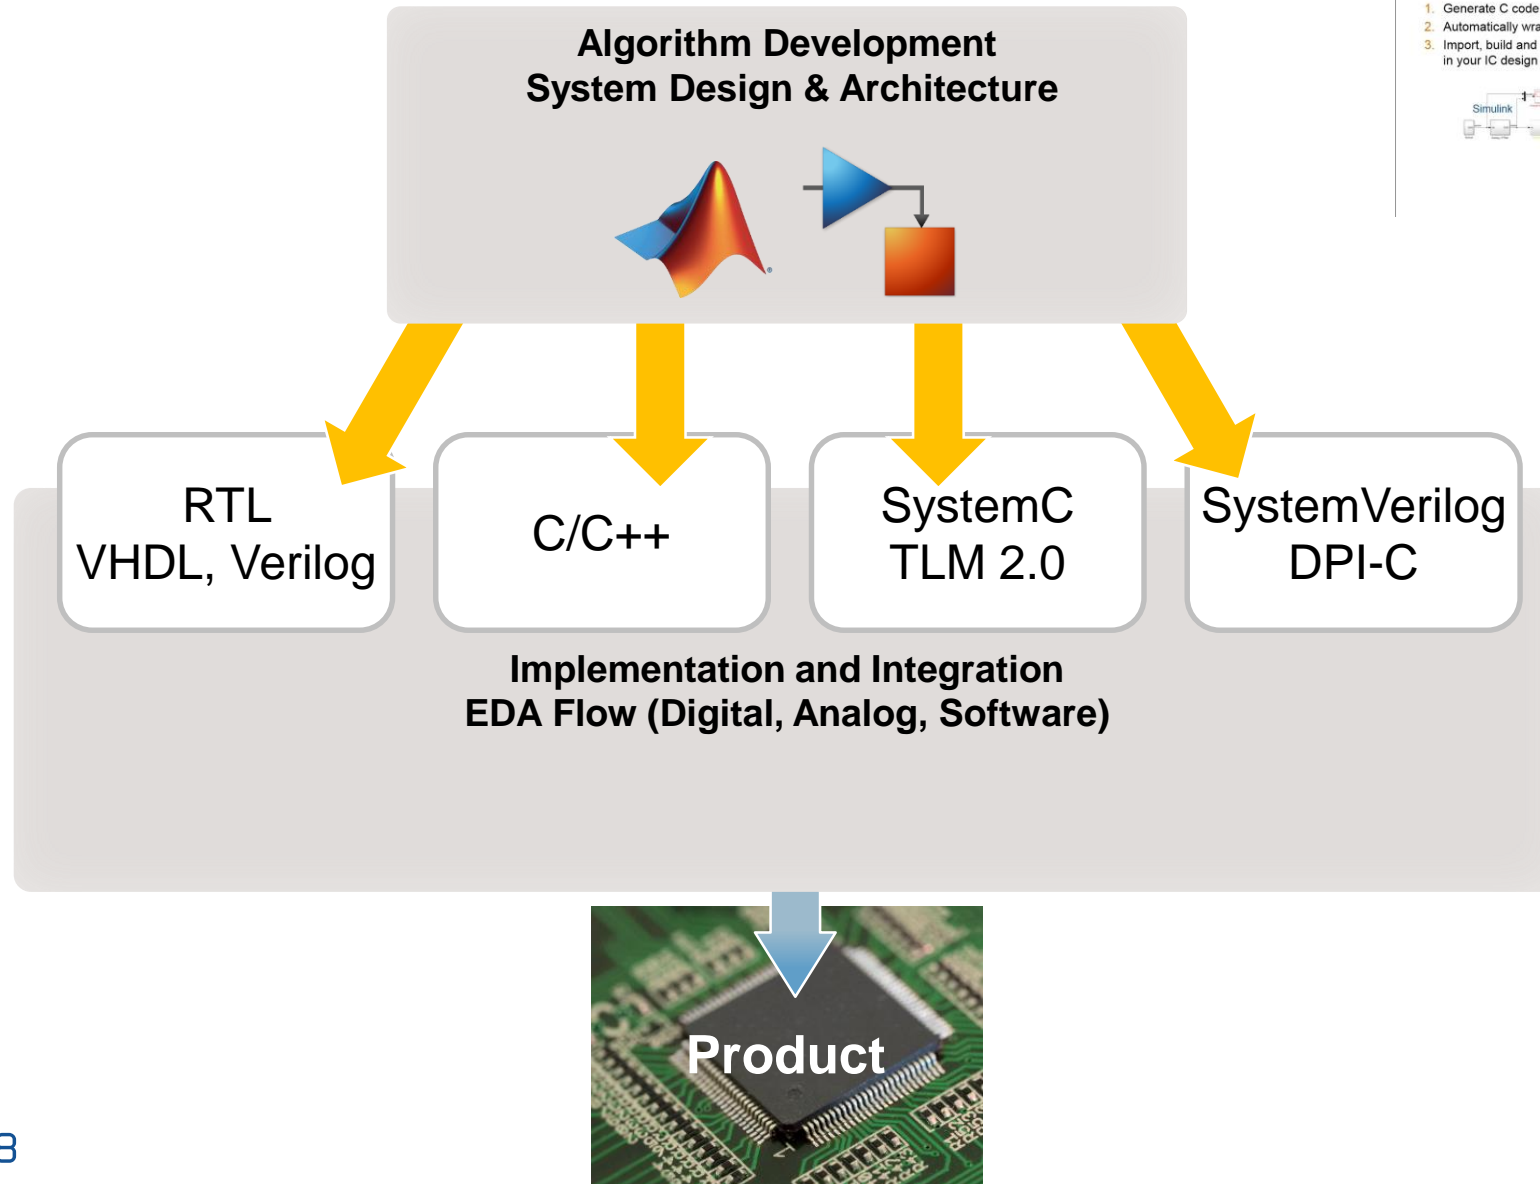 Algorithm Development
System Design & Architecture
1. Generate C code
2. Automatically
3. Import, build and
in your IC design
Simulink
RTL
VHDL, Verilog
C/C++
SystemC
TLM 2.0
SystemVerilog
DPI-C
Implementation and Integration
EDA Flow (Digital, Analog, Software)
Product